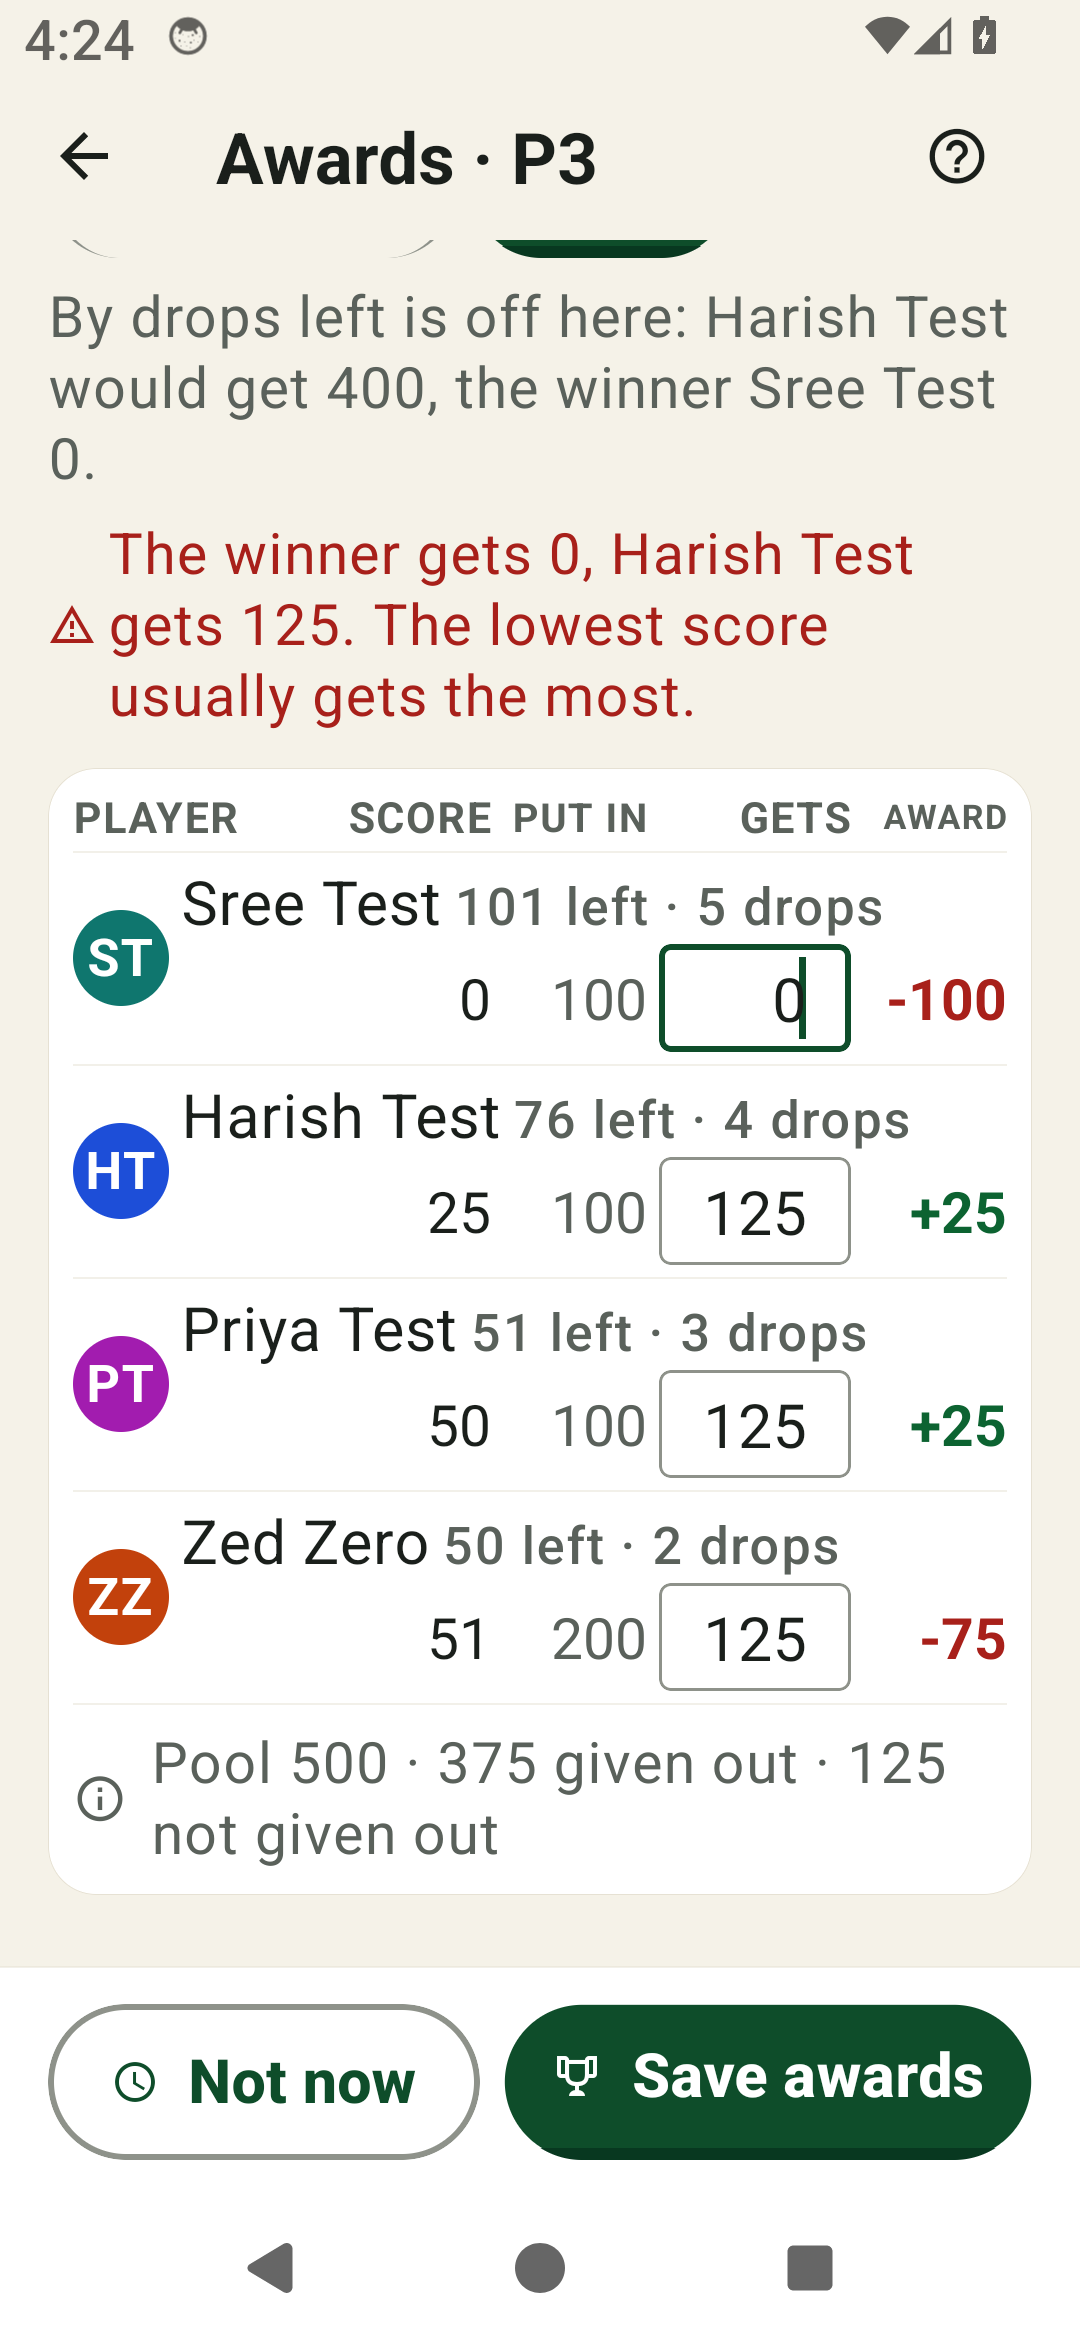 4:24
Awards · P3
By drops left is off here: Harish Test
would get 400, the winner Sree Test
0.
The winner gets 0, Harish Test
gets 125. The lowest score
usually gets the most.
PLAYER SCORE PUT IN GETS AWARD
Sree Test 101 left · 5 drops
ST 0 100 0 -100
Harish Test 76 left · 4 drops
HT 25 100 125 +25
Priya Test 51 left · 3 drops
PT 50 100 125 +25
Zed Zero 50 left · 2 drops
ZZ 51 200 125 -75
Pool 500 · 375 given out · 125
not given out
Not now Save awards